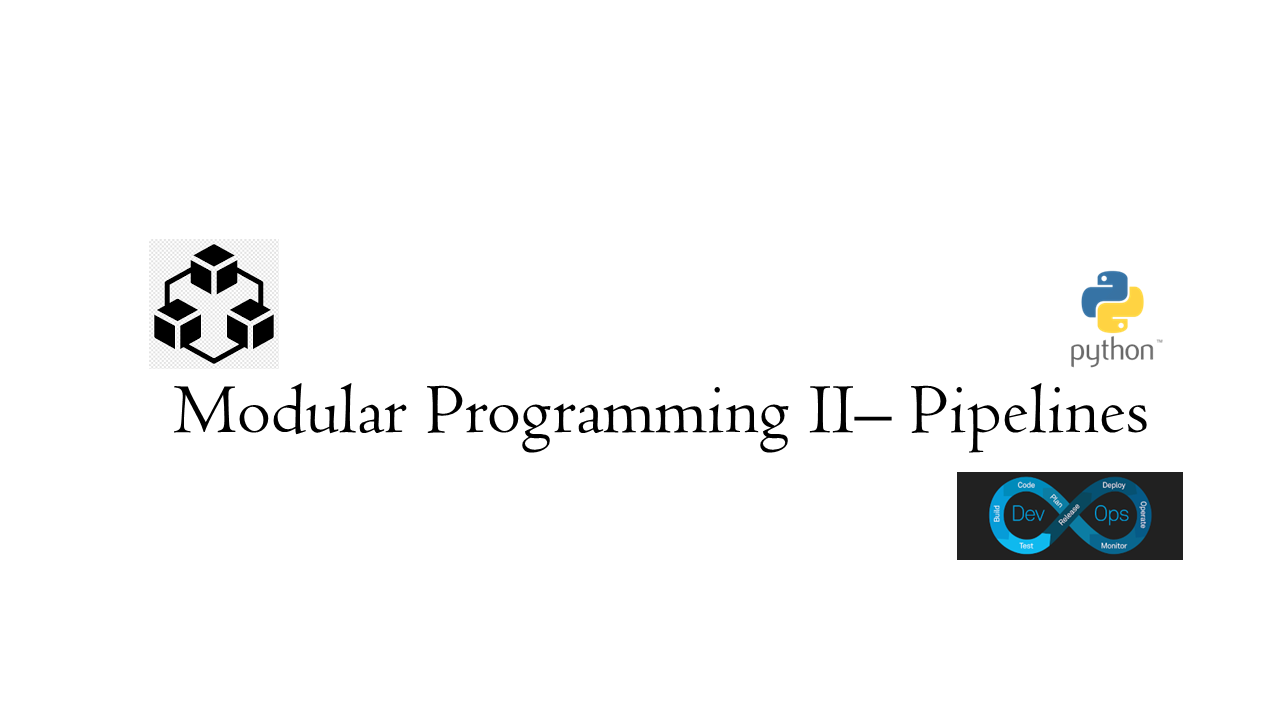 python™
Modular Programming II– Pipelines
Code
Plan
Build
Dev
Test
Release
Deploy
Ops
Operate
Monitor